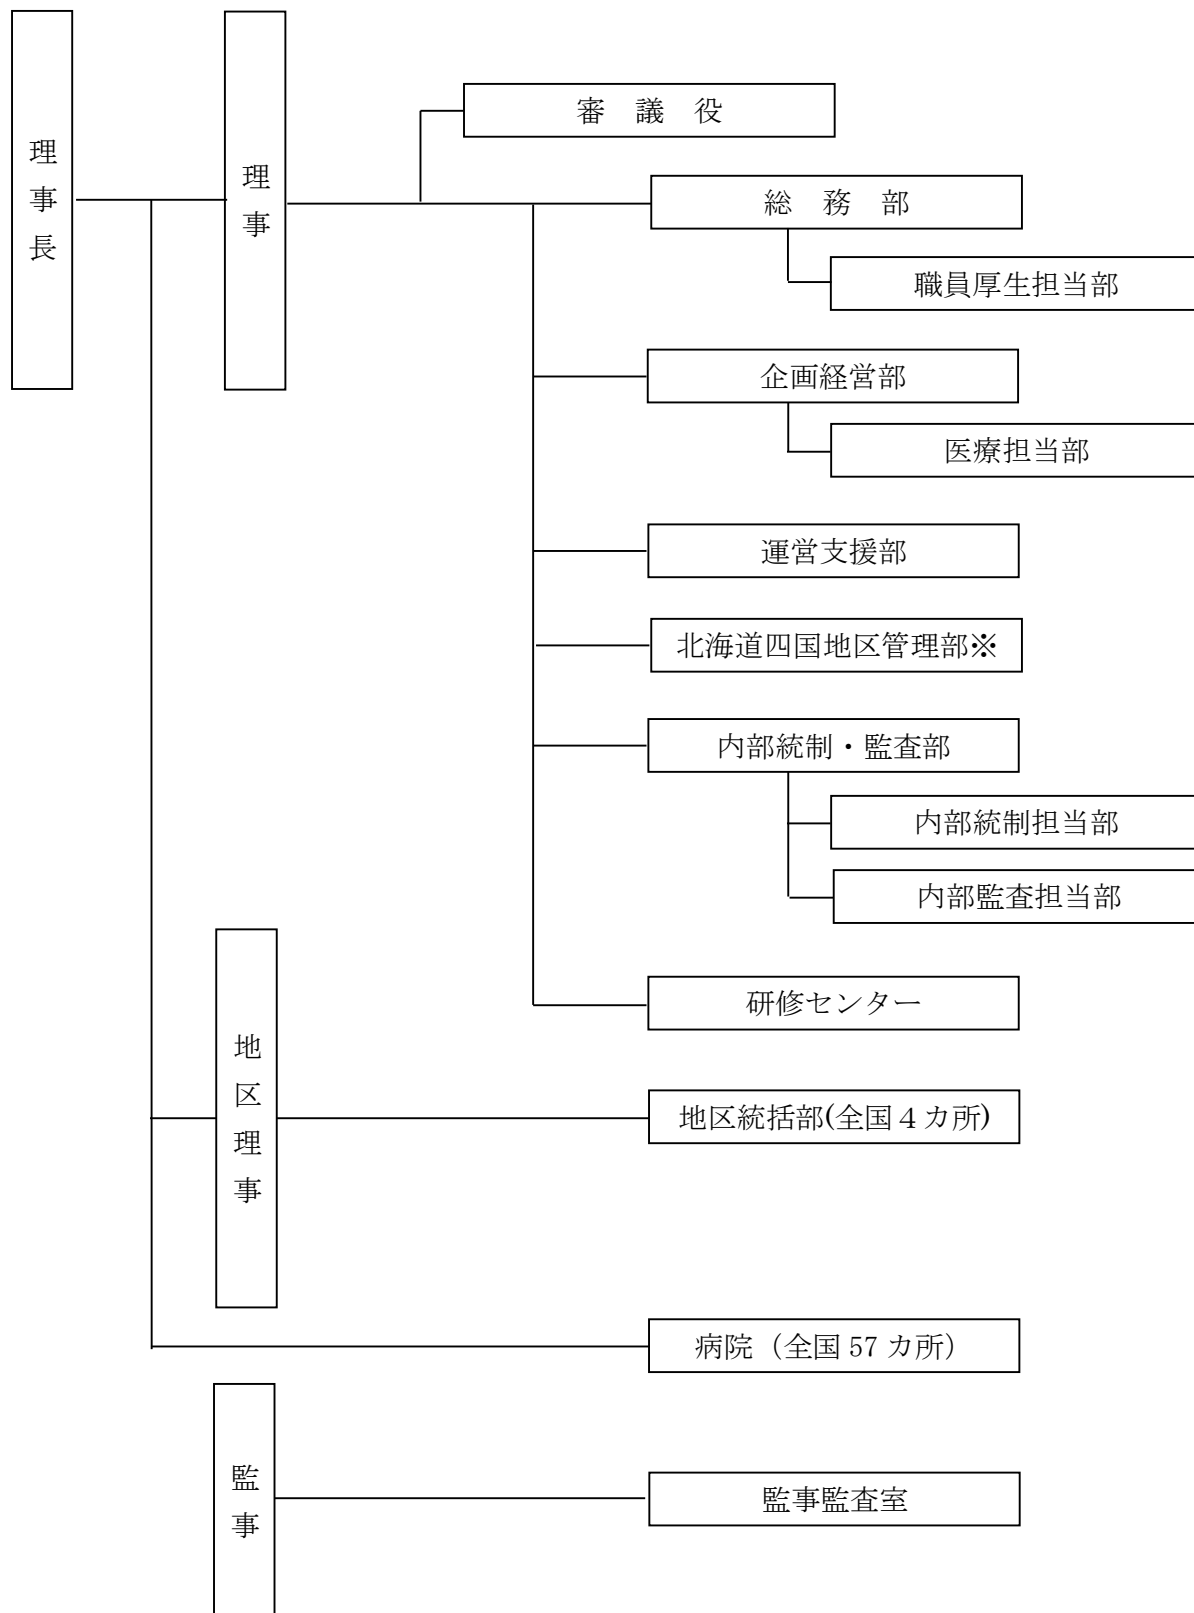 理事長
理事
審　議　役
総　務　部
職員厚生担当部
企画経営部
医療担当部
運営支援部
北海道四国地区管理部※
内部統制・監査部
内部統制担当部
内部監査担当部
研修センター
地区理事
地区統括部(全国４カ所)
病院（全国 57 カ所）
監事
監事監査室